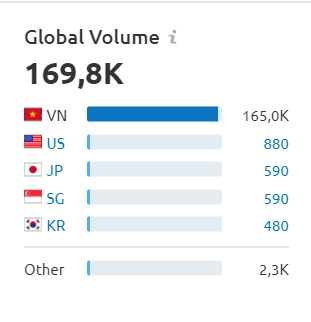 Global Volume i
169,8K
VN 165,0K
US 880
JP 590
SG 590
KR 480
Other 2,3K